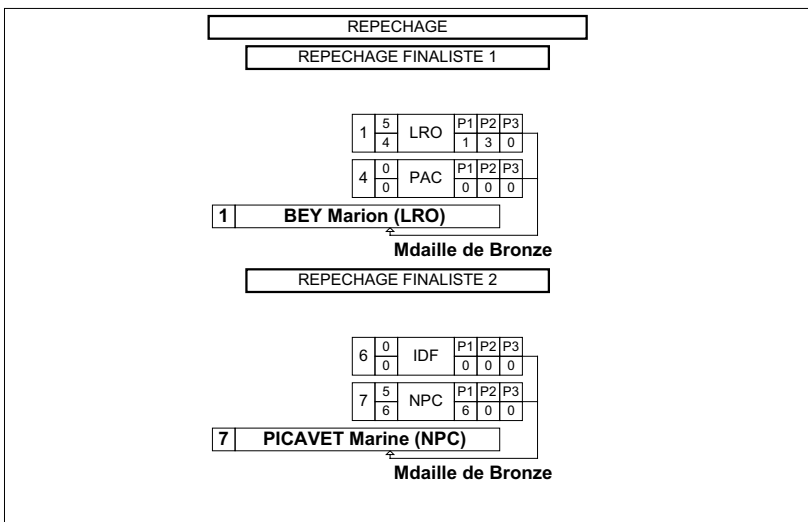 REPECHAGE
REPECHAGE FINALISTE 1
1 5 LRO P1 P2 P3
4 1 3 0
4 0 PAC P1 P2 P3
0 0 0 0
1 BEY Marion (LRO)
Mdaille de Bronze
REPECHAGE FINALISTE 2
6 0 IDF P1 P2 P3
0 0 0 0
7 5 NPC P1 P2 P3
6 6 0 0
7 PICAVET Marine (NPC)
Mdaille de Bronze